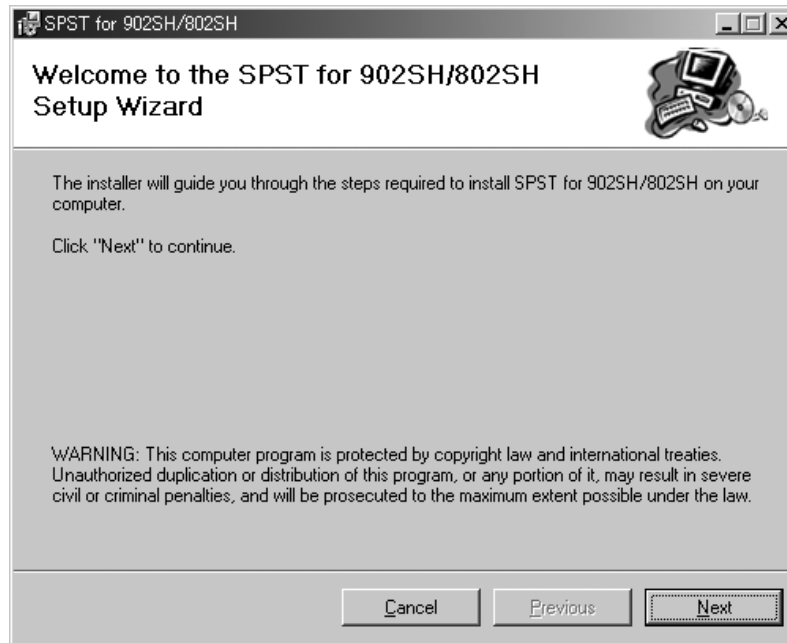 SPST for 902SH/802SH
Welcome to the SPST for 902SH/802SH
Setup Wizard
The installer will guide you through the steps required to install SPST for 902SH/802SH on your
computer.
Click "Next" to continue.
WARNING: This computer program is protected by copyright law and international treaties.
Unauthorized duplication or distribution of this program, or any portion of it, may result in severe
civil or criminal penalties, and will be prosecuted to the maximum extent possible under the law.
Cancel
Previous
Next